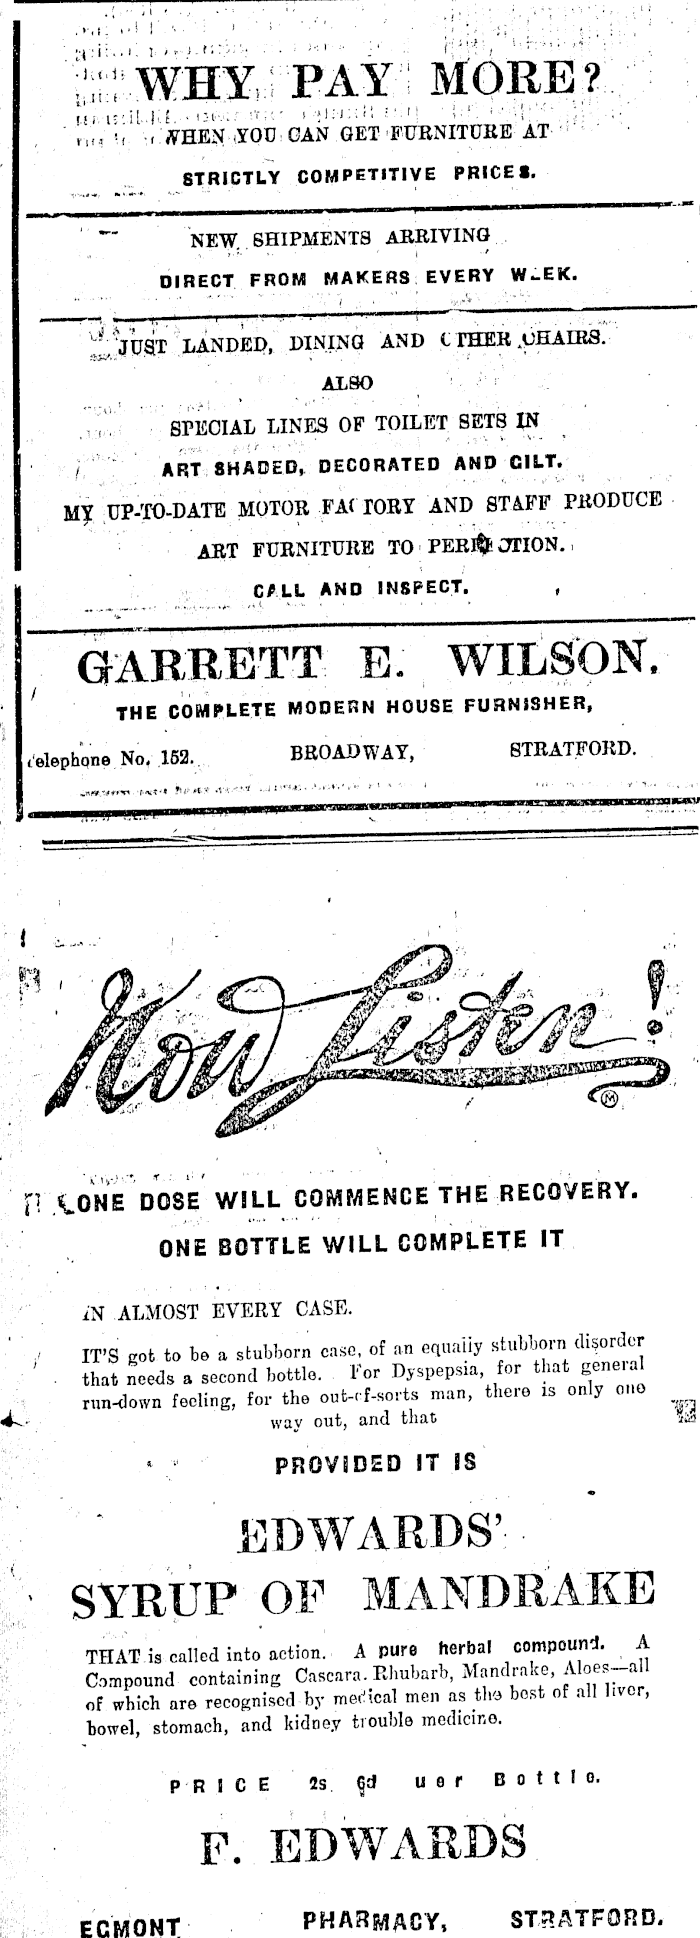 WHY PAY MORE?
WHEN YOU CAN GET FURNITURE AT
STRICTLY COMPETITIVE PRICES.
NEW SHIPMENTS ARRIVING
DIRECT FROM MAKERS EVERY W_EK.
JUST LANDED, DINING AND OTHER CHAIRS.
ALSO
SPECIAL LINES OF TOILET SETS IN
ART SHADED, DECORATED AND GILT.
MY UP-TO-DATE MOTOR FACTORY AND STAFF PRODUCE
ART FURNITURE TO PERFECTION.
CALL AND INSPECT.
GARRETT E. WILSON.
THE COMPLETE MODERN HOUSE FURNISHER,
Telephone No. 152. BROADWAY, STRATFORD.
Now Listen!
M
ONE DOSE WILL COMMENCE THE RECOVERY.
ONE BOTTLE WILL COMPLETE IT
IN ALMOST EVERY CASE.
IT'S got to be a stubborn case, of an equally stubborn disorder
that needs a second bottle. For Dyspepsia, for that general
run-down feeling, for the out-of-sorts man, there is only one
way out, and that
PROVIDED IT IS
EDWARDS'
SYRUP OF MANDRAKE
THAT is called into action. A pure herbal compound. A
Compound containing Cascara. Rhubarb, Mandrake, Aloes—all
of which are recognised by medical men as the best of all liver,
bowel, stomach, and kidney trouble medicine.
PRICE 2s. 6d uer Bottle.
F. EDWARDS
EGMONT PHARMACY, STRATFORD.